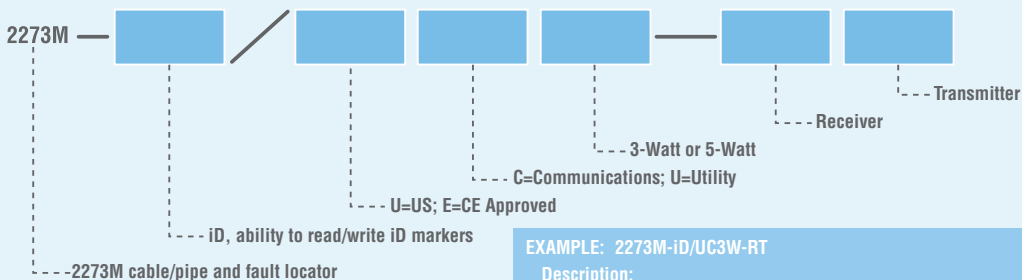 2273M
Transmitter
Receiver
3-Watt or 5-Watt
C=Communications; U=Utility
U=US; E=CE Approved
iD, ability to read/write iD markers
2273M cable/pipe and fault locator
EXAMPLE: 2273M-iD/UC3W-RT
Description: